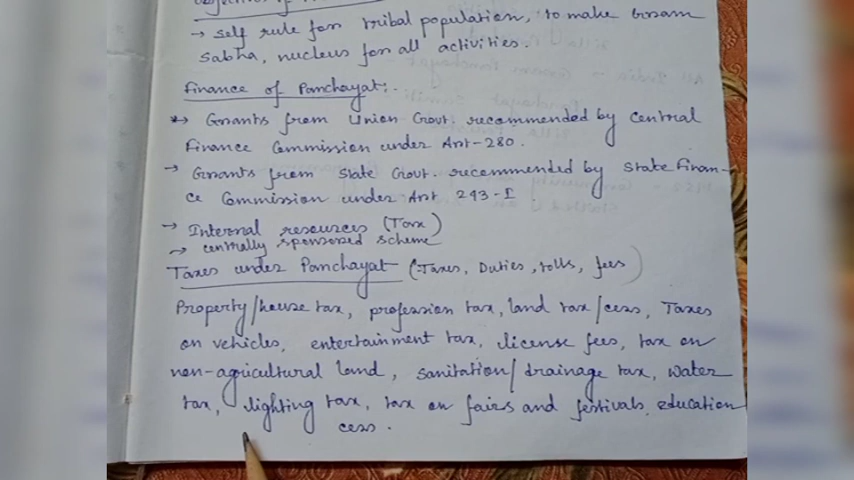 → self rule for tribal population, to make Gram
Sabha, nucleus for all activities.
Finance of Panchayat:-
→ Grants from Union Govt. recommended by central
Finance Commission under Art-280.
→ Grants from State Govt. recommended by State Finan-
ce Commission under Art 243-I
→ Internal resources (Tax)
→ centrally sponsored scheme
Taxes under Panchayat (Taxes, Duties, tolls, fees)
Property/house tax, profession tax, land tax/cess, Taxes
on vehicles, entertainment tax, license fees, tax on
non-agricultural land, sanitation/drainage tax, water
tax, lighting tax, tax on fairs and festivals, education
cess.